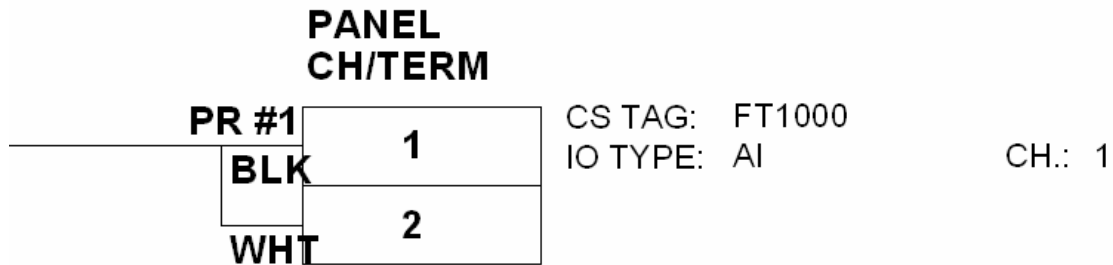 PANEL
CH/TERM
PR #1
1
CS TAG: FT1000
BLK
IO TYPE: AI CH.: 1
2
WHT